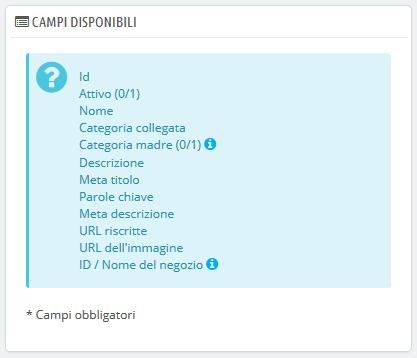 CAMPI DISPONIBILI
Id
Attivo (0/1)
Nome
Categoria collegata
Categoria madre (0/1)
Descrizione
Meta titolo
Parole chiave
Meta descrizione
URL riscritte
URL dell'immagine
ID / Nome del negozio
* Campi obbligatori